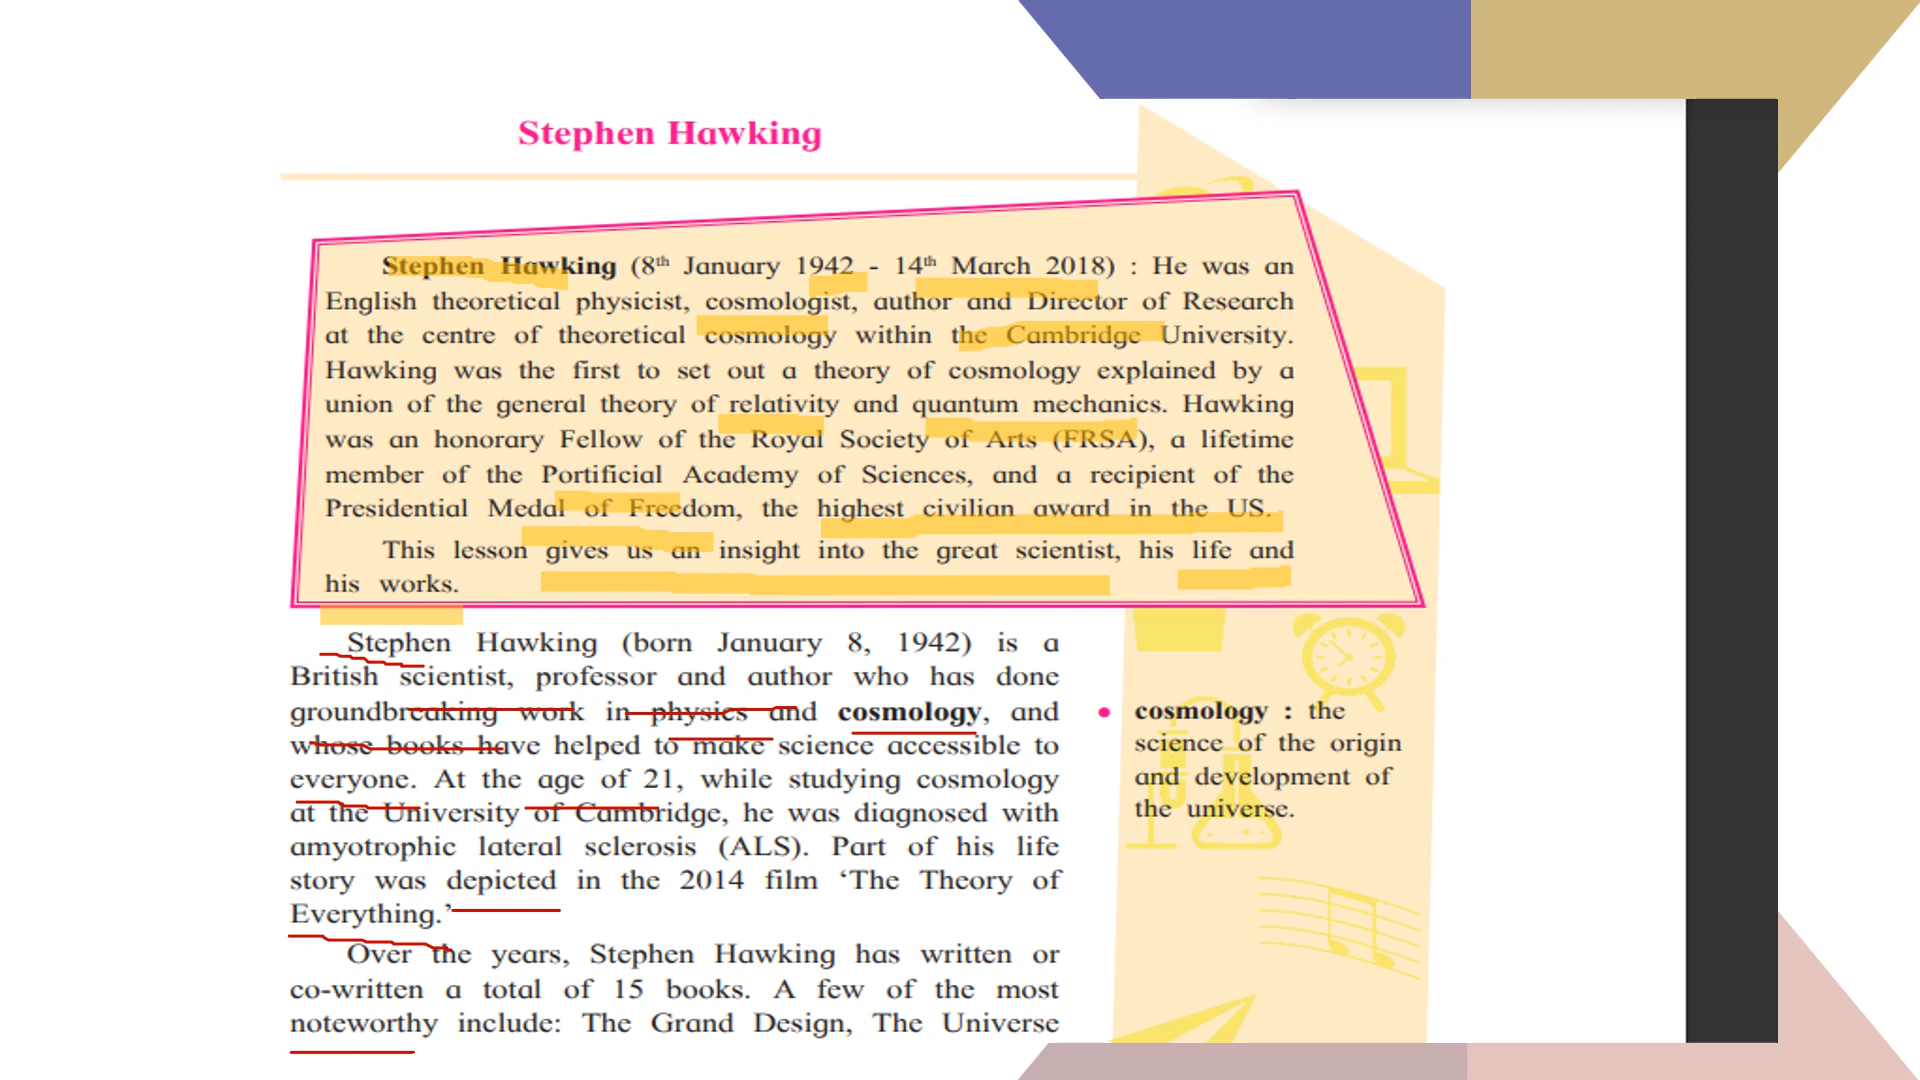 Stephen Hawking
Stephen Hawking (8th January 1942 - 14th March 2018) : He was an
English theoretical physicist, cosmologist, author and Director of Research
at the centre of theoretical cosmology within the Cambridge University.
Hawking was the first to set out a theory of cosmology explained by a
union of the general theory of relativity and quantum mechanics. Hawking
was an honorary Fellow of the Royal Society of Arts (FRSA), a lifetime
member of the Portificial Academy of Sciences, and a recipient of the
Presidential Medal of Freedom, the highest civilian award in the US.
This lesson gives us an insight into the great scientist, his life and
his works.
Stephen Hawking (born January 8, 1942) is a
British scientist, professor and author who has done
groundbreaking work in physics and cosmology, and
whose books have helped to make science accessible to
everyone. At the age of 21, while studying cosmology
at the University of Cambridge, he was diagnosed with
amyotrophic lateral sclerosis (ALS). Part of his life
story was depicted in the 2014 film ‘The Theory of
Everything.’
Over the years, Stephen Hawking has written or
co-written a total of 15 books. A few of the most
noteworthy include: The Grand Design, The Universe
• cosmology : the
science of the origin
and development of
the universe.